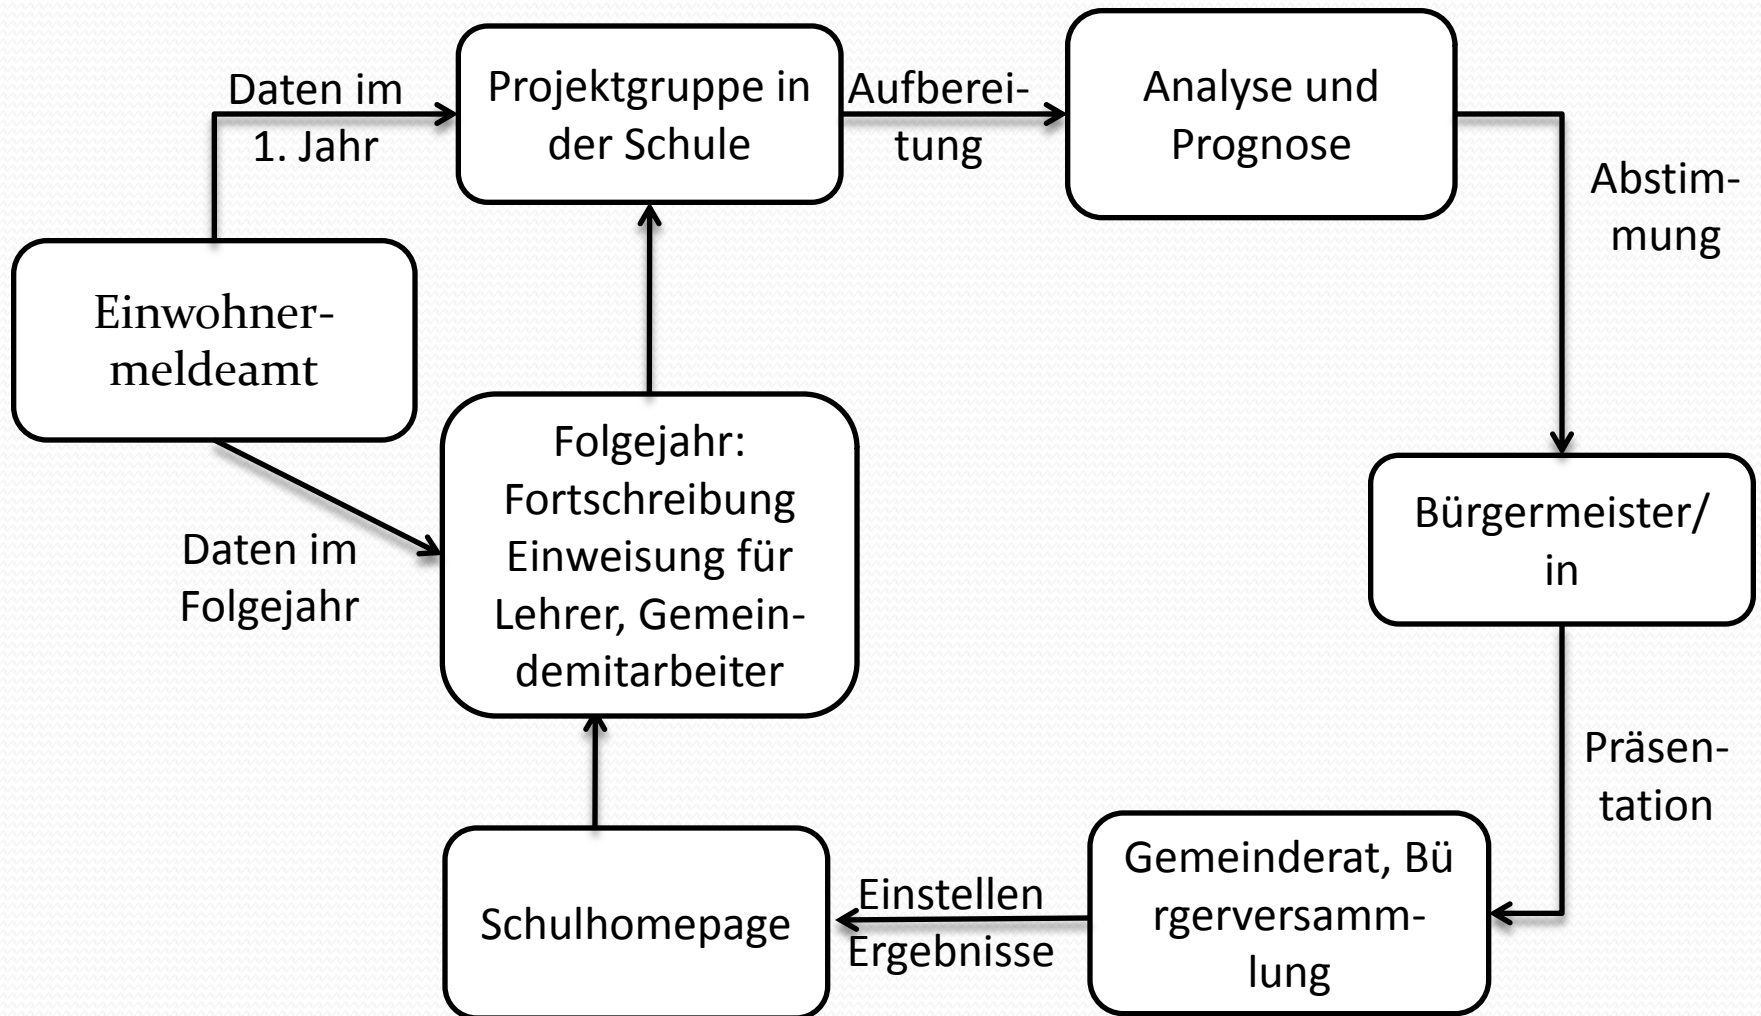 Daten im
1. Jahr
Projektgruppe in
der Schule
Aufberei-
tung
Analyse und
Prognose
Abstim-
mung
Einwohner-
meldeamt
Daten im
Folgejahr
Folgejahr:
Fortschreibung
Einweisung für
Lehrer, Gemein-
demitarbeiter
Bürgermeister/
in
Präsen-
tation
Gemeinderat, Bü
rgerversamm-
lung
Einstellen
Ergebnisse
Schulhomepage